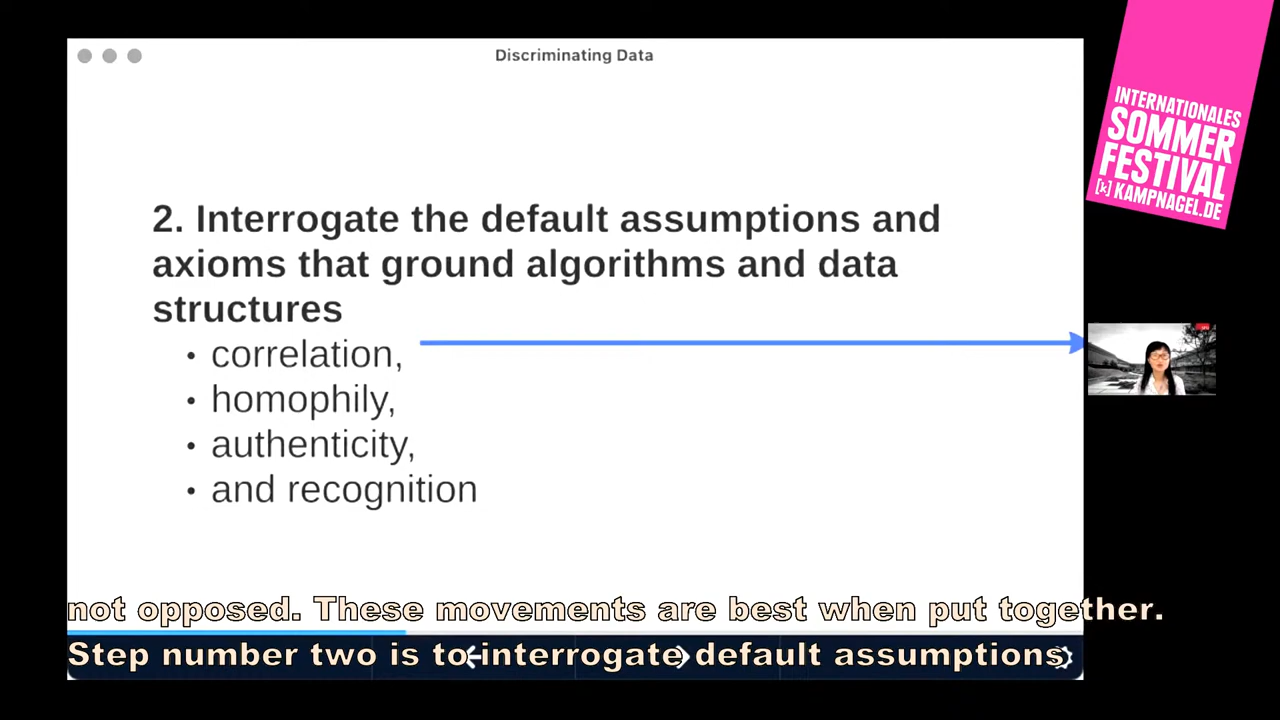 Discriminating Data
INTERNATIONALES
SOMMER
FESTIVAL
[K] KAMPNAGEL.DE
2. Interrogate the default assumptions and
axioms that ground algorithms and data
structures
• correlation,
• homophily,
• authenticity,
• and recognition
not opposed. These movements are best when put together.
Step number two is to interrogate default assumptions